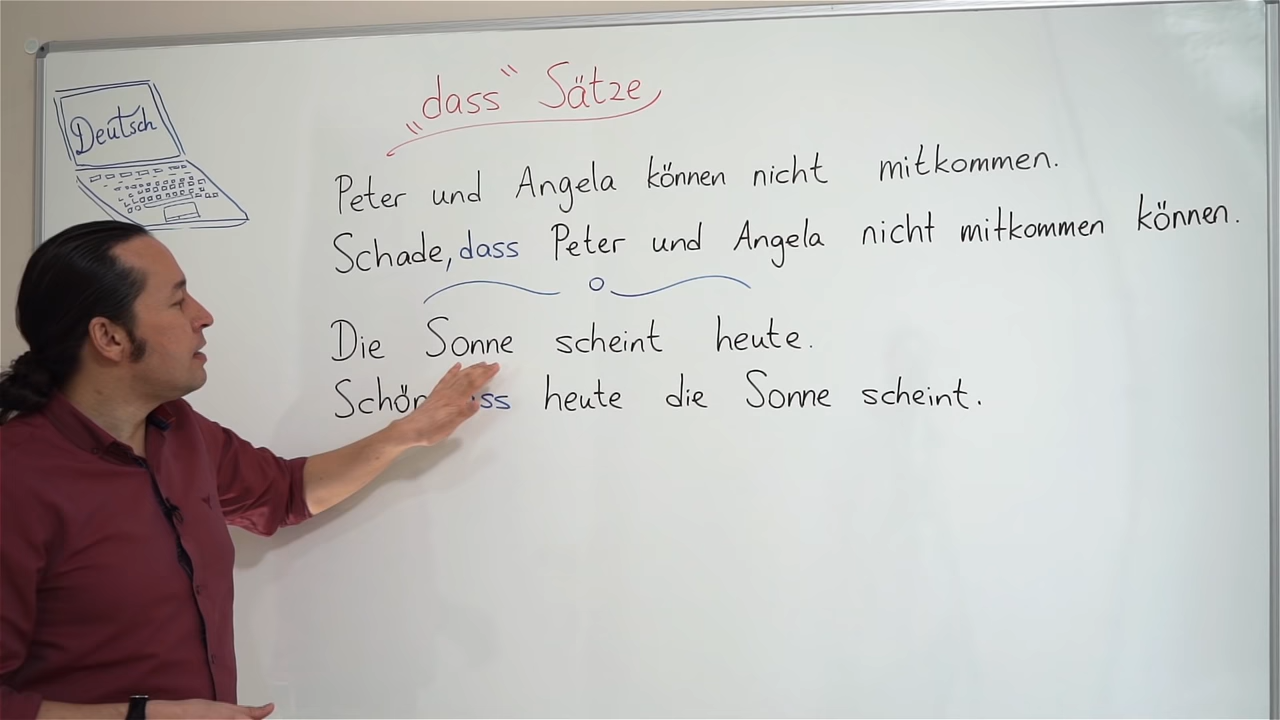 Deutsch
„dass“ Sätze
Peter und Angela können nicht mitkommen.
Schade, dass Peter und Angela nicht mitkommen können.
Die Sonne scheint heute.
heute die Sonne scheint.